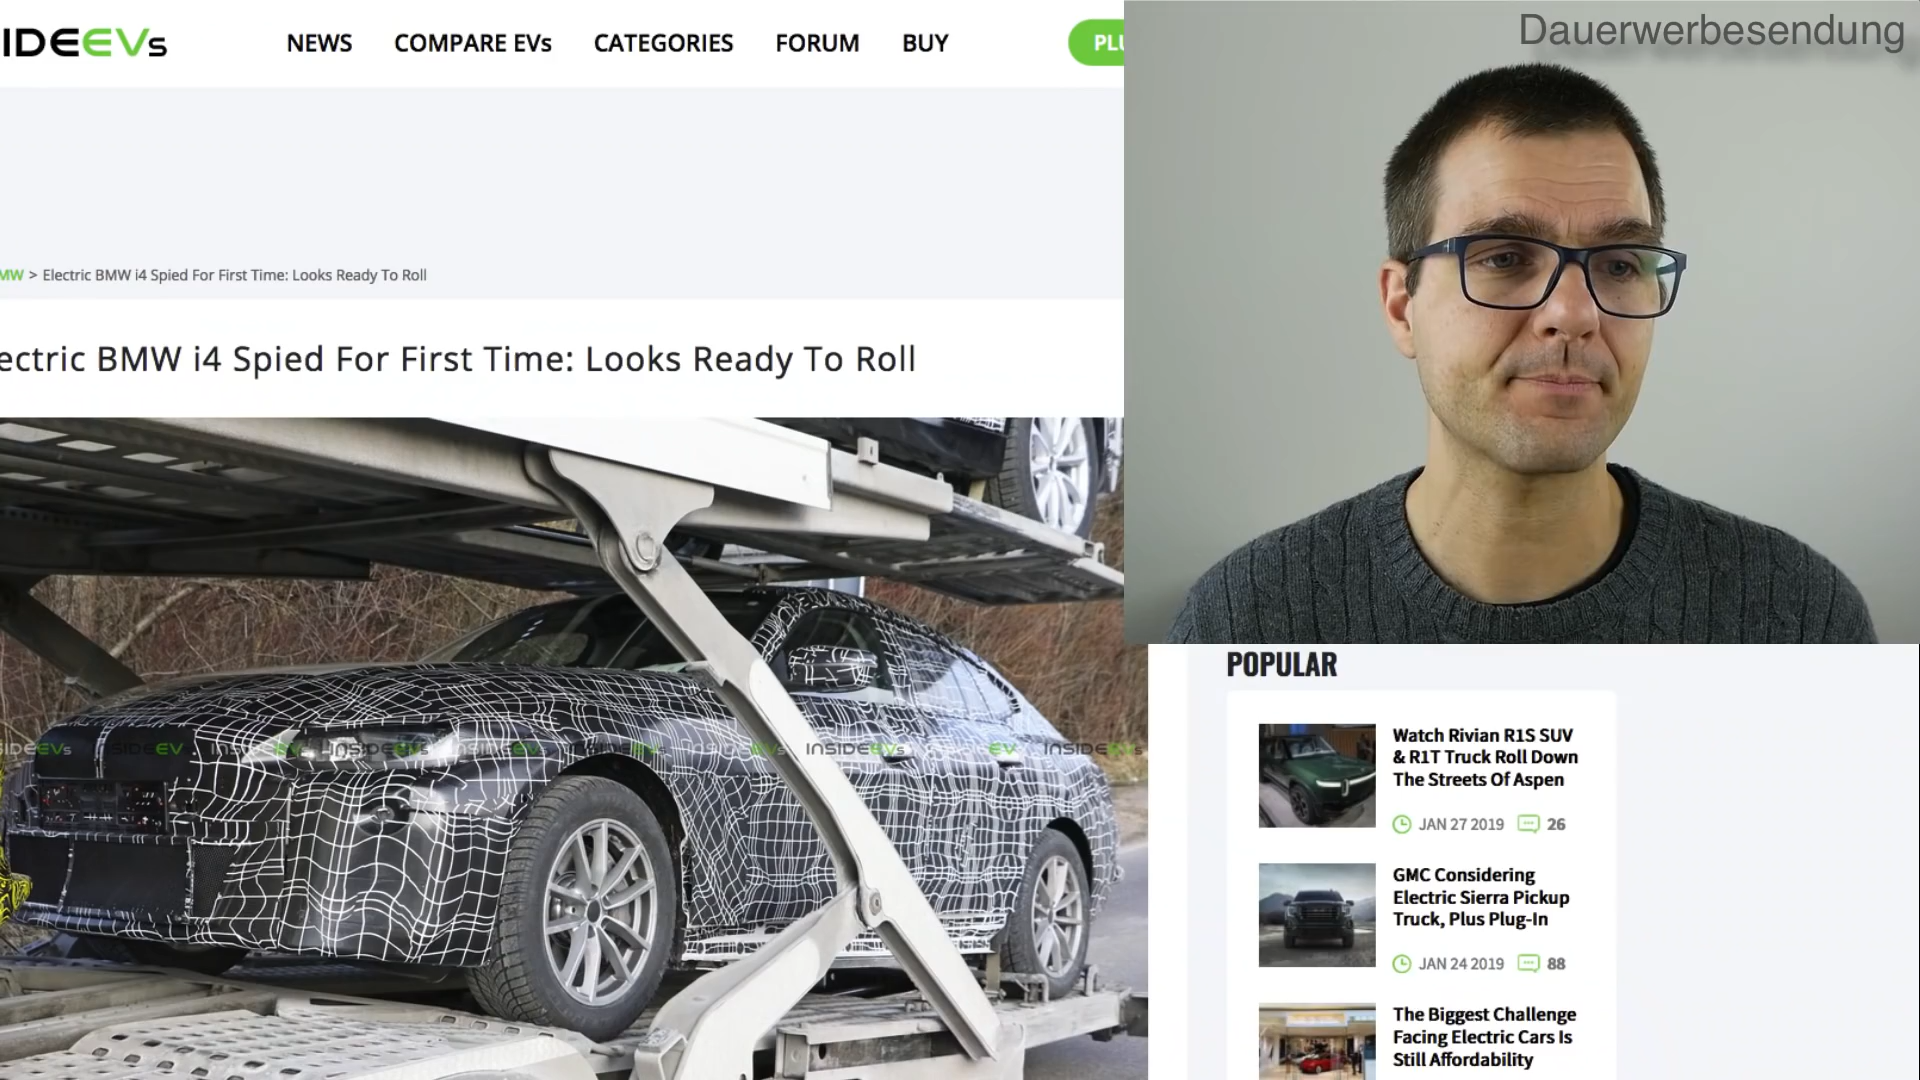 IDEEVs
NEWS
COMPARE EVs
CATEGORIES
FORUM
BUY
Dauerwerbesendung
> Electric BMW i4 Spied For First Time: Looks Ready To Roll
BMW i4 Spied For First Time: Looks Ready To Roll
INSIDEEVs
POPULAR
Watch Rivian R1S SUV
& R1T Truck Roll Down
The Streets Of Aspen
JAN 27 2019 26
GMC Considering
Electric Sierra Pickup
Truck, Plus Plug-In
JAN 24 2019 88
The Biggest Challenge
Facing Electric Cars Is
Still Affordability